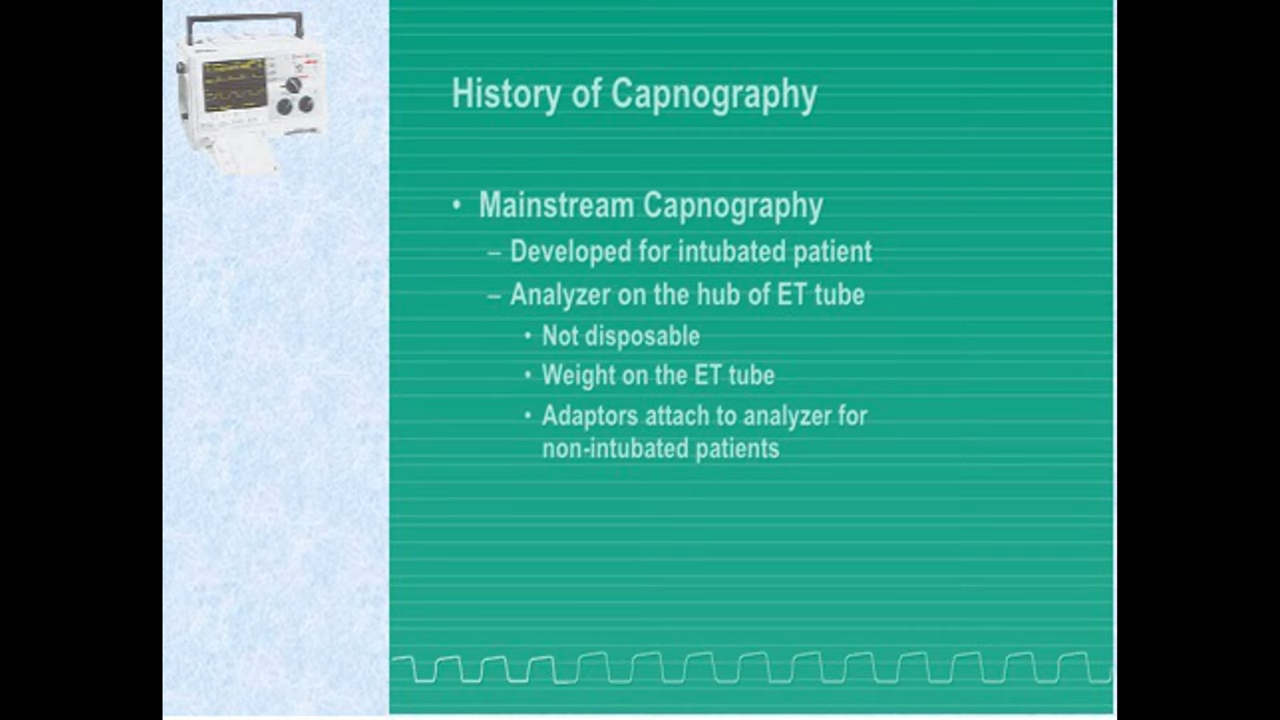 History of Capnography
• Mainstream Capnography
– Developed for intubated patient
– Analyzer on the hub of ET tube
• Not disposable
• Weight on the ET tube
• Adaptors attach to analyzer for
non-intubated patients